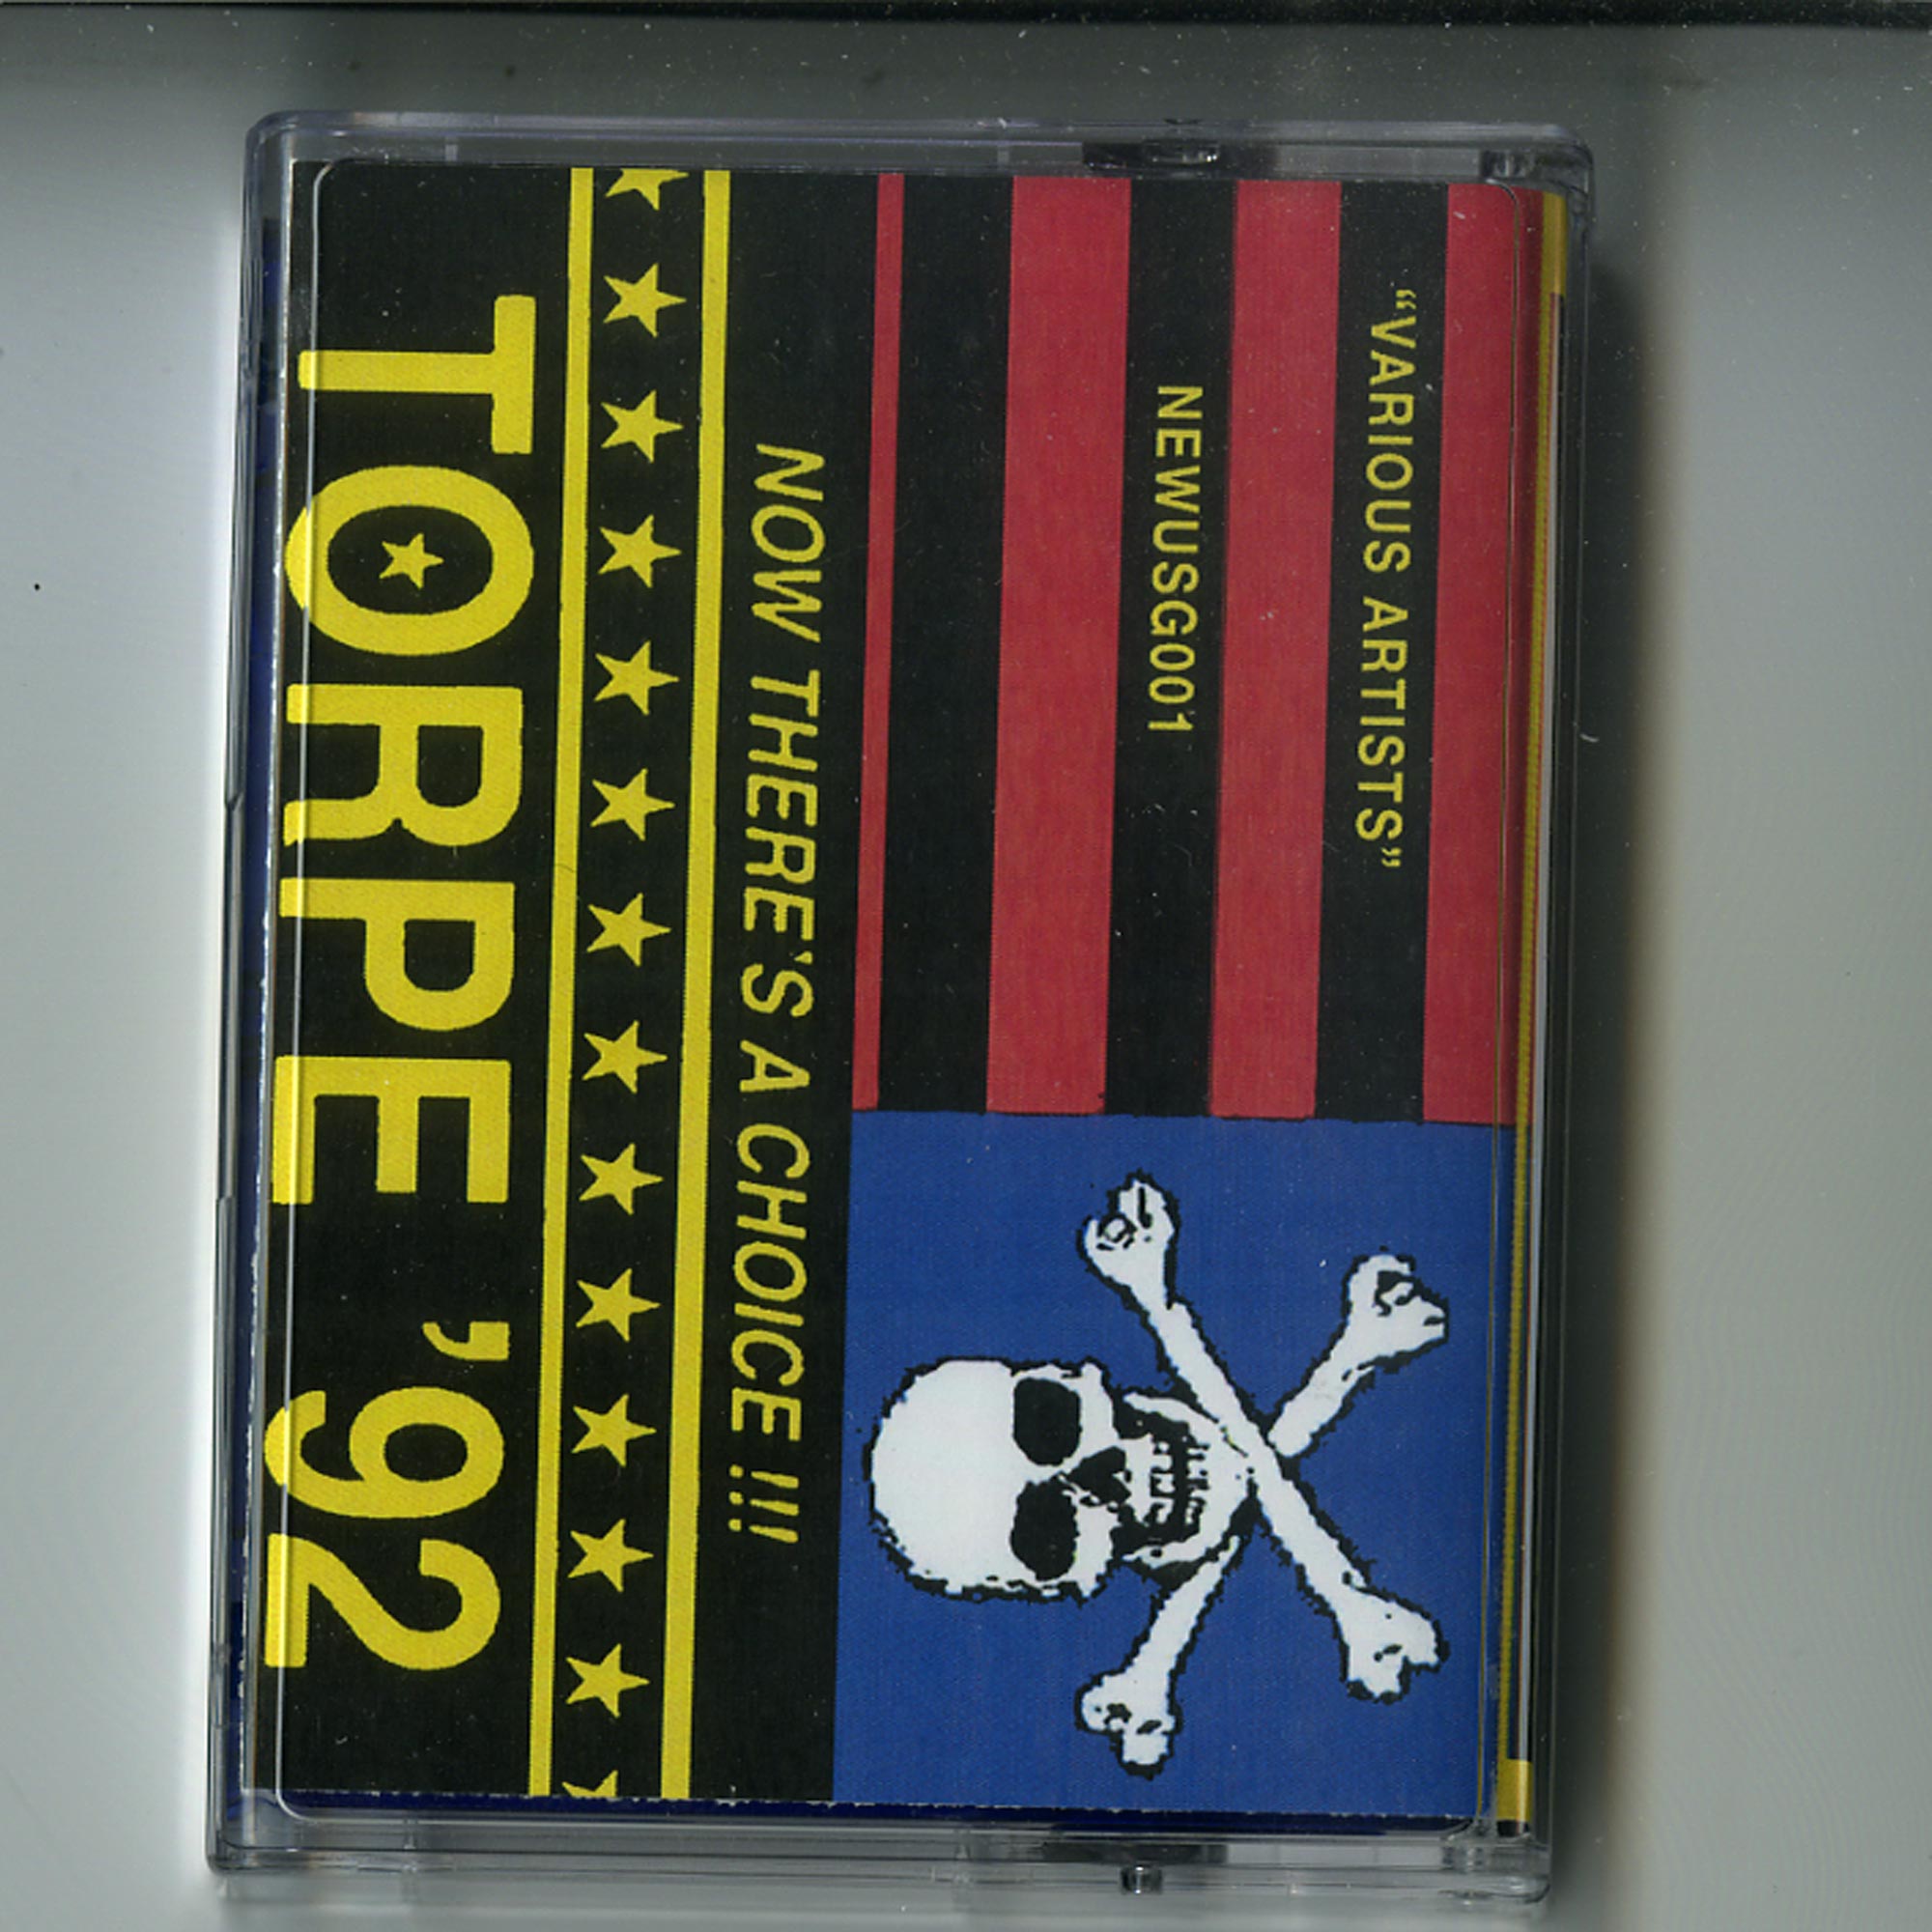 “VARIOUS ARTISTS”
NEWUSG001
NOW THERE'S A CHOICE !!!
TORPE ’92